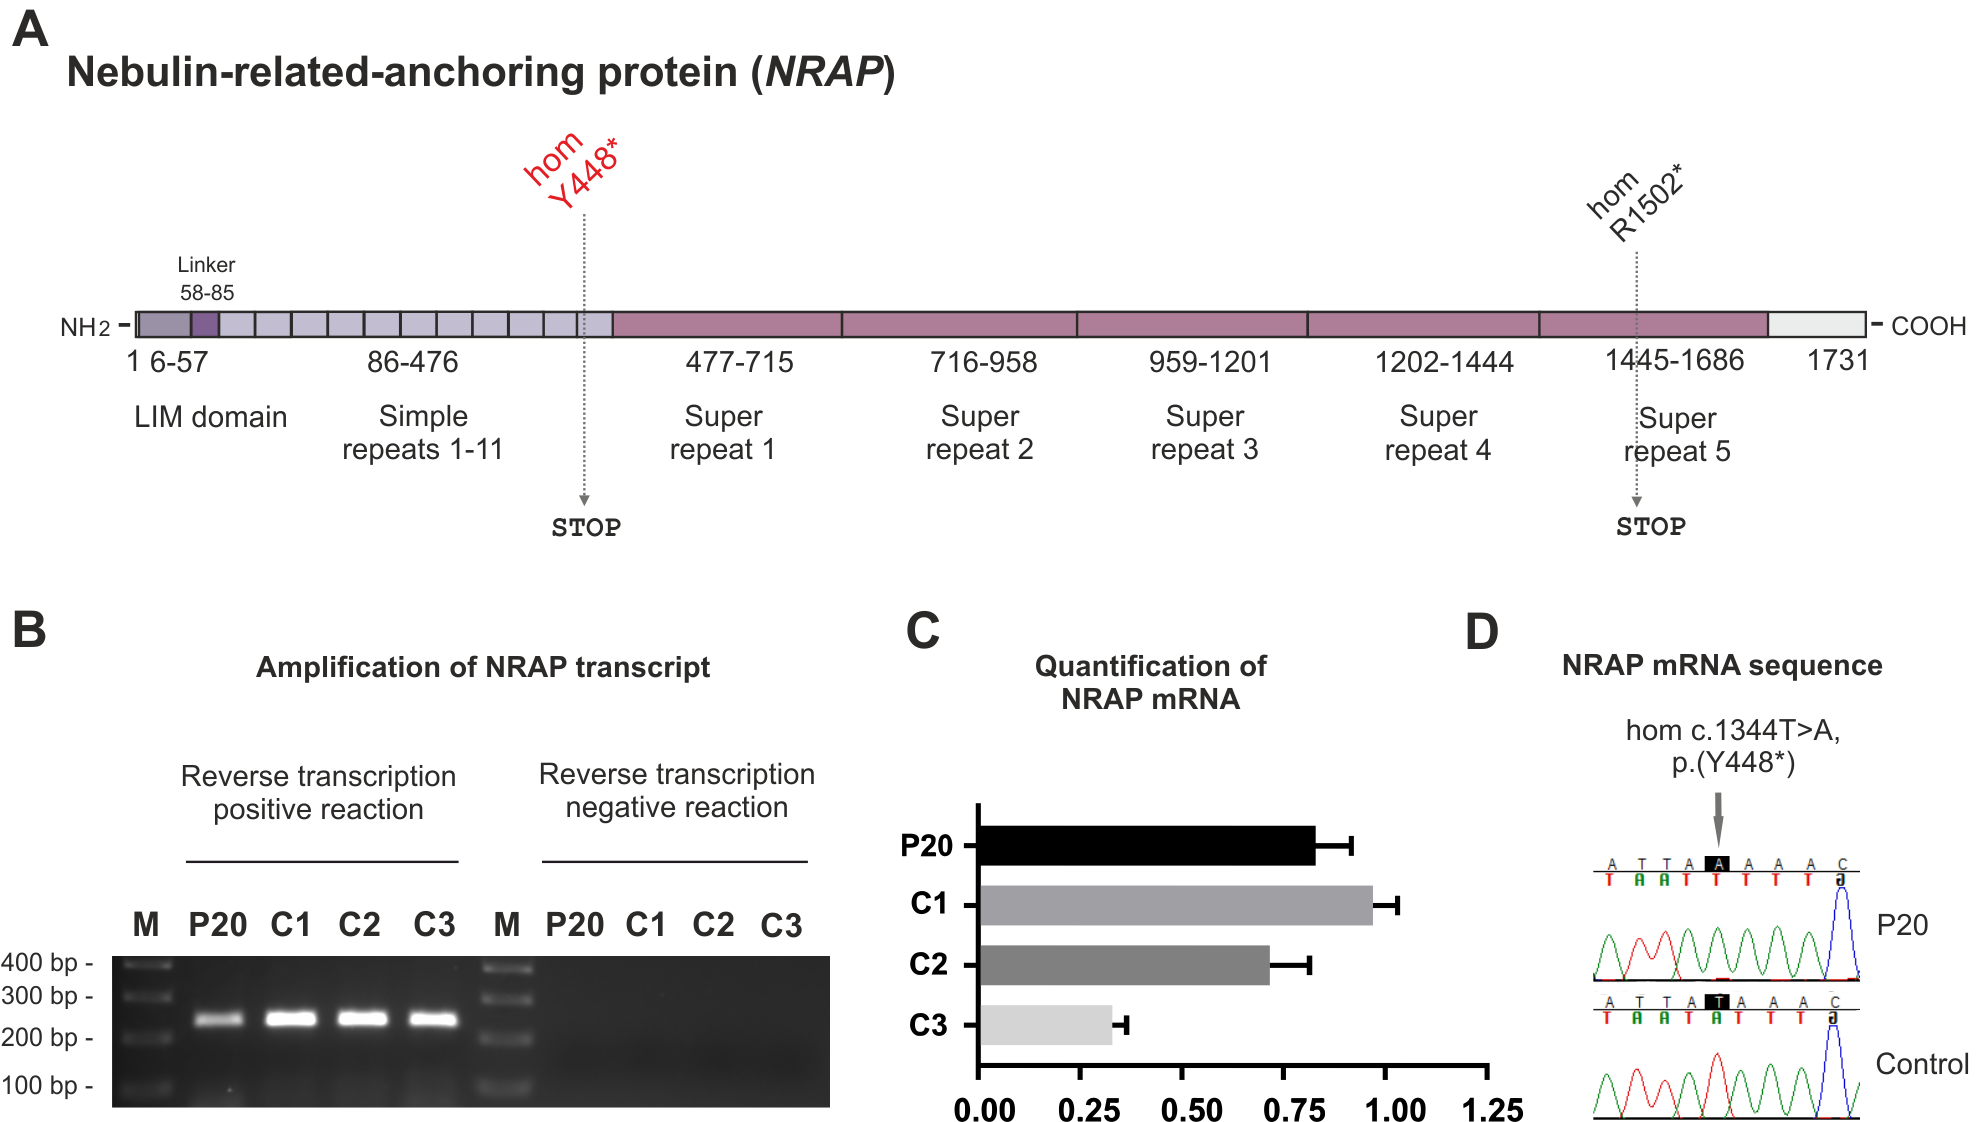 A
Nebulin-related-anchoring protein (NRAP)
hom
Y448*
hom
R1502*
Linker
58-85
NH2
COOH
1 6-57 86-476 477-715 716-958 959-1201 1202-1444 1445-1686 1731
LIM domain
Simple
repeats 1-11
Super
repeat 1
Super
repeat 2
Super
repeat 3
Super
repeat 4
Super
repeat 5
STOP
STOP
B
Amplification of NRAP transcript
Reverse transcription
positive reaction
Reverse transcription
negative reaction
M P20 C1 C2 C3 M P20 C1 C2 C3
400 bp -
300 bp -
200 bp -
100 bp -
C
Quantification of
NRAP mRNA
P20
C1
C2
C3
0.00 0.25 0.50 0.75 1.00 1.25
D
NRAP mRNA sequence
hom c.1344T>A,
p.(Y448*)
A T T A A A A A C
T A A T T T T T G
P20
A T T A T A A A C
T A A T A T T T G
Control